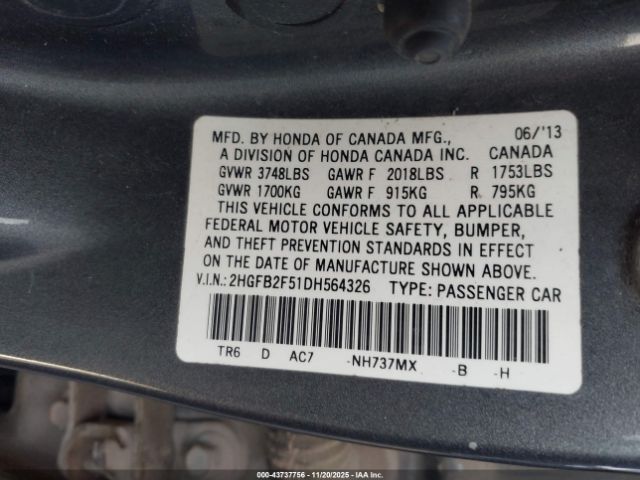 MFD. BY HONDA OF CANADA MFG., 06/'13
A DIVISION OF HONDA CANADA INC. CANADA
GVWR 3748LBS GAWR F 2018LBS R 1753LBS
GVWR 1700KG GAWR F 915KG R 795KG
THIS VEHICLE CONFORMS TO ALL APPLICABLE
FEDERAL MOTOR VEHICLE SAFETY, BUMPER,
AND THEFT PREVENTION STANDARDS IN EFFECT
ON THE DATE OF MANUFACTURE SHOWN ABOVE.
V.I.N.: 2HGFB2F51DH564326 TYPE: PASSENGER CAR
TR6 D AC7 -NH737MX -B -H
000-43737756 | 11/20/2025 - IAA, Inc.